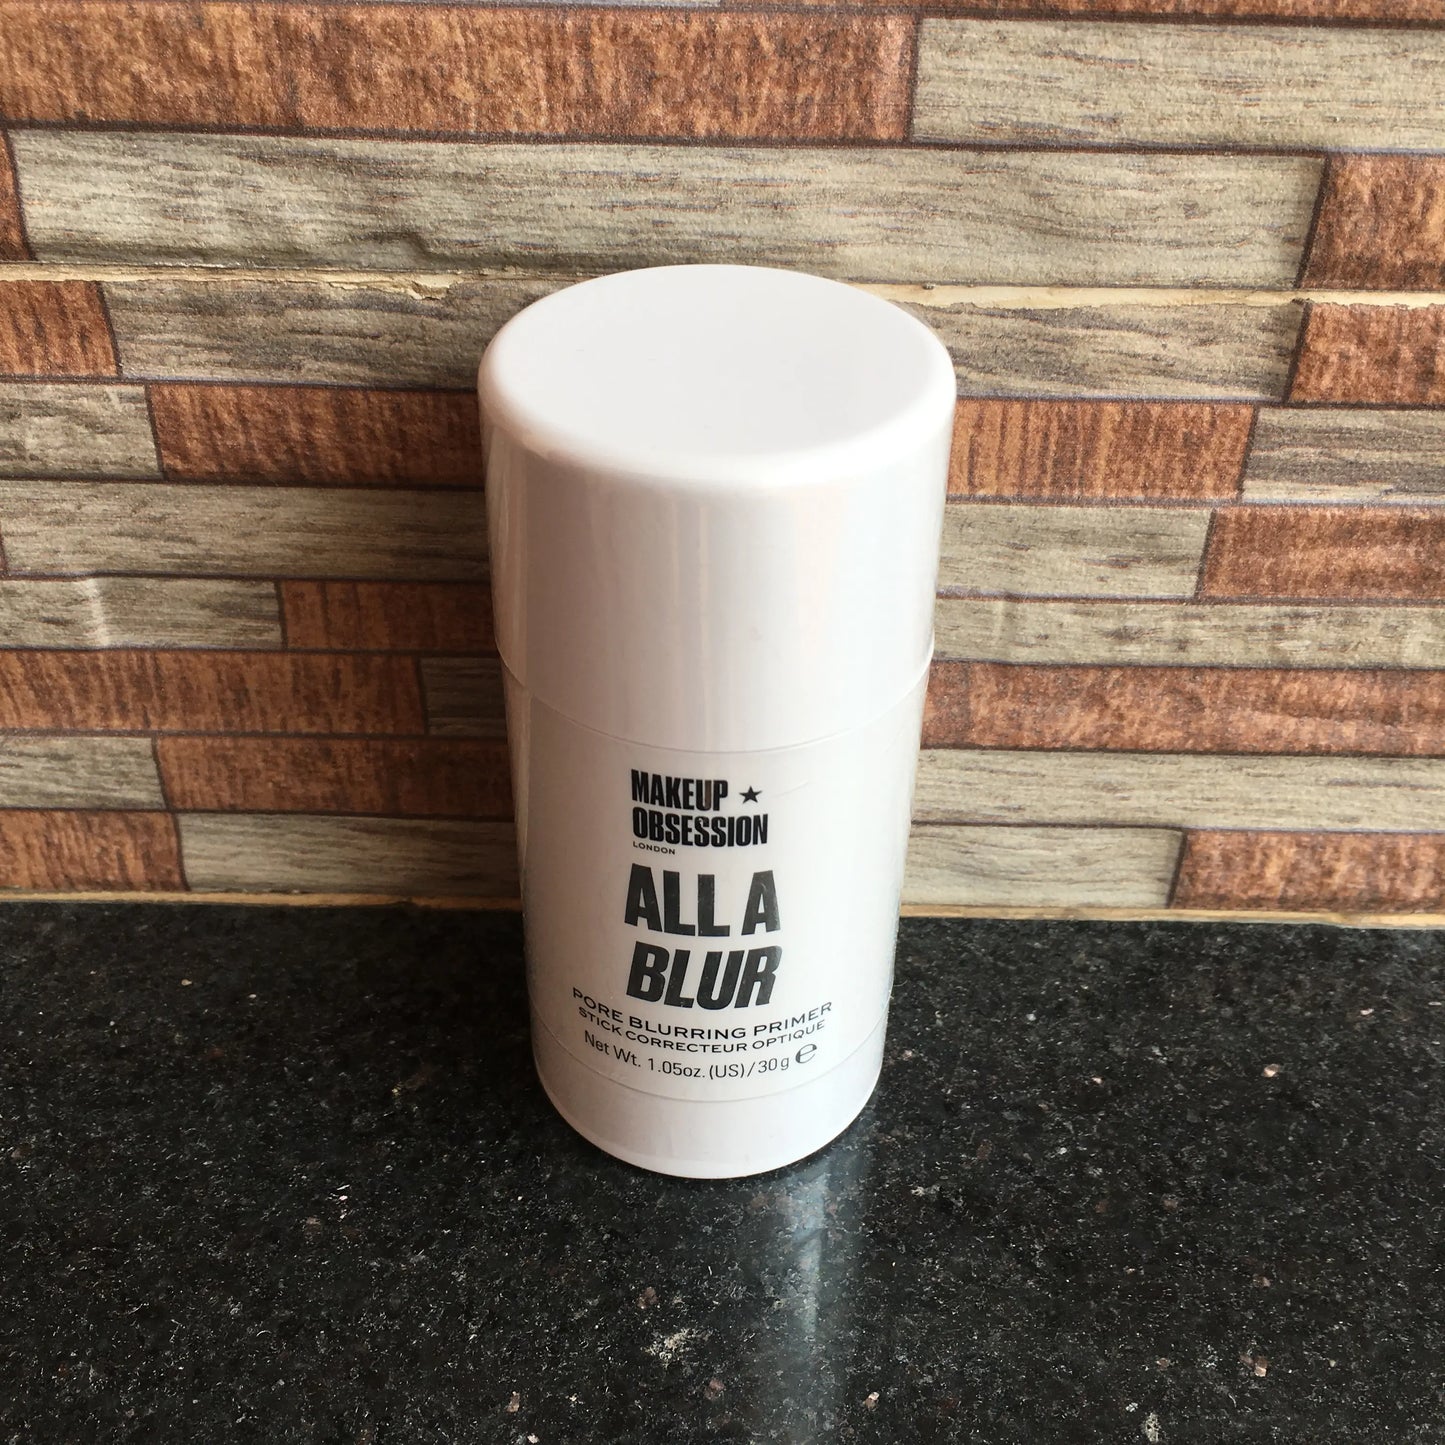 MAKEUP ★
OBSESSION
LONDON
ALL A
BLUR
PORE BLURRING PRIMER
STICK CORRECTEUR OPTIQUE
Net Wt. 1.05oz. (US)/30g ℮